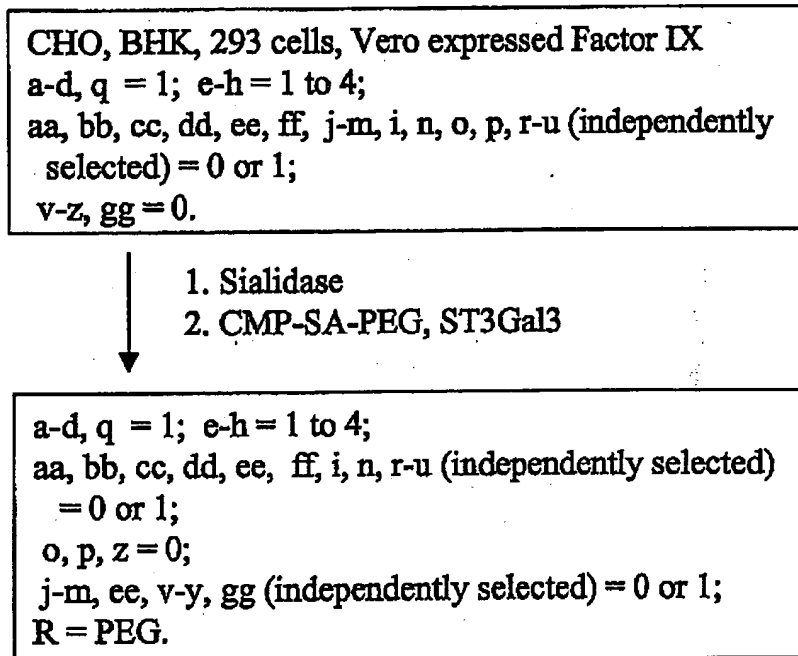 CHO, BHK, 293 cells, Vero expressed Factor IX
a-d, q = 1; e-h = 1 to 4;
aa, bb, cc, dd, ee, ff, j-m, i, n, o, p, r-u (independently
selected) = 0 or 1;
v-z, gg = 0.
1. Sialidase
2. CMP-SA-PEG, ST3Gal3
a-d, q = 1; e-h = 1 to 4;
aa, bb, cc, dd, ee, ff, i, n, r-u (independently selected)
= 0 or 1;
o, p, z = 0;
j-m, ee, v-y, gg (independently selected) = 0 or 1;
R = PEG.